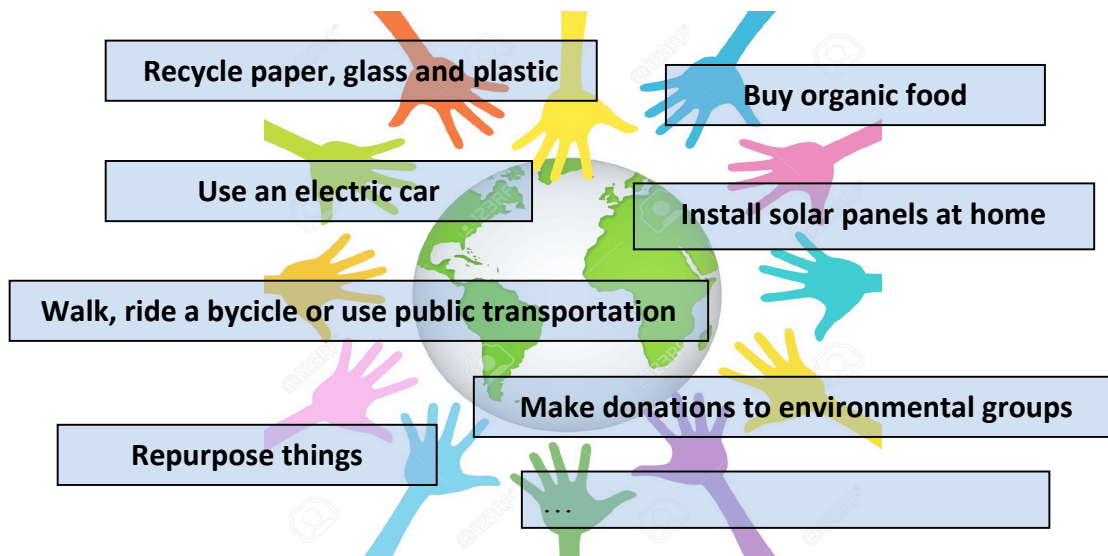 Recycle paper, glass and plastic
Buy organic food
Use an electric car
Install solar panels at home
Walk, ride a bycicle or use public transportation
Make donations to environmental groups
Repurpose things
...